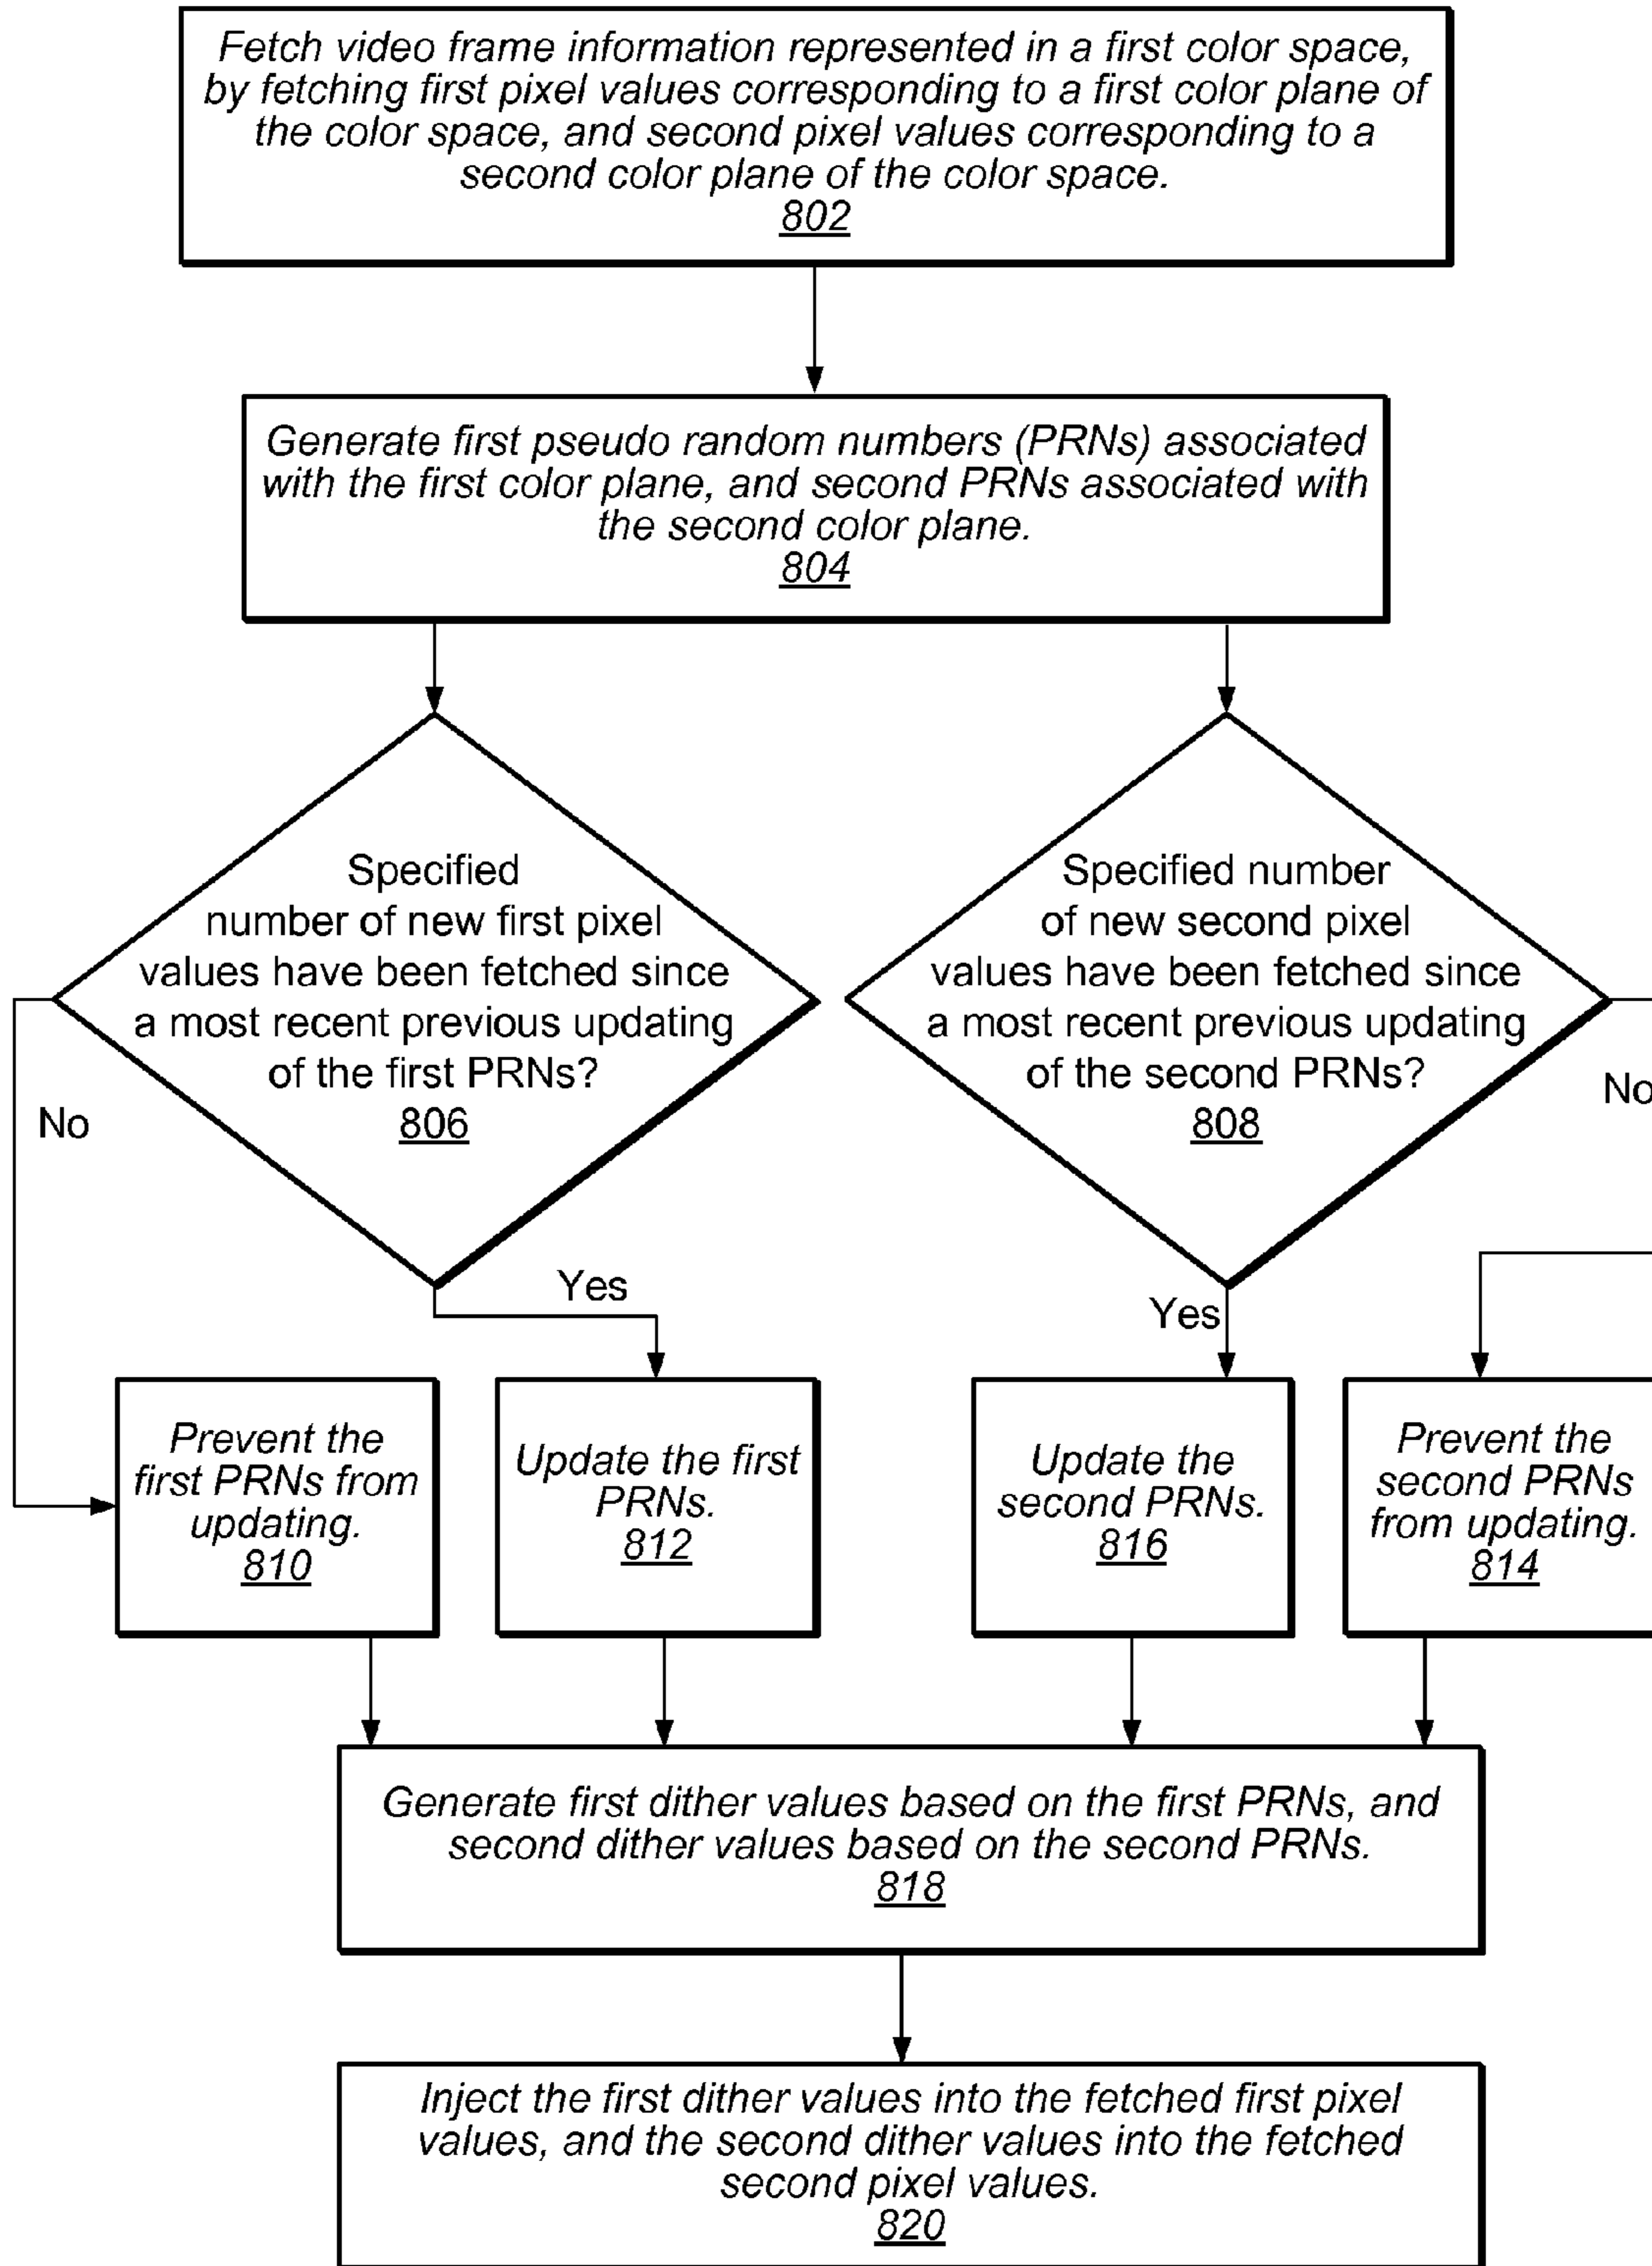 Fetch video frame information represented in a first color space,
by fetching first pixel values corresponding to a first color plane of
the color space, and second pixel values corresponding to a
second color plane of the color space.
802
Generate first pseudo random numbers (PRNs) associated
with the first color plane, and second PRNs associated with
the second color plane.
804
Specified
number of new first pixel
values have been fetched since
a most recent previous updating
of the first PRNs?
806
No
Yes
Specified number
of new second pixel
values have been fetched since
a most recent previous updating
of the second PRNs?
808
No
Yes
Prevent the
first PRNs from
updating.
810
Update the first
PRNs.
812
Update the
second PRNs.
816
Prevent the
second PRNs
from updating.
814
Generate first dither values based on the first PRNs, and
second dither values based on the second PRNs.
818
Inject the first dither values into the fetched first pixel
values, and the second dither values into the fetched
second pixel values.
820